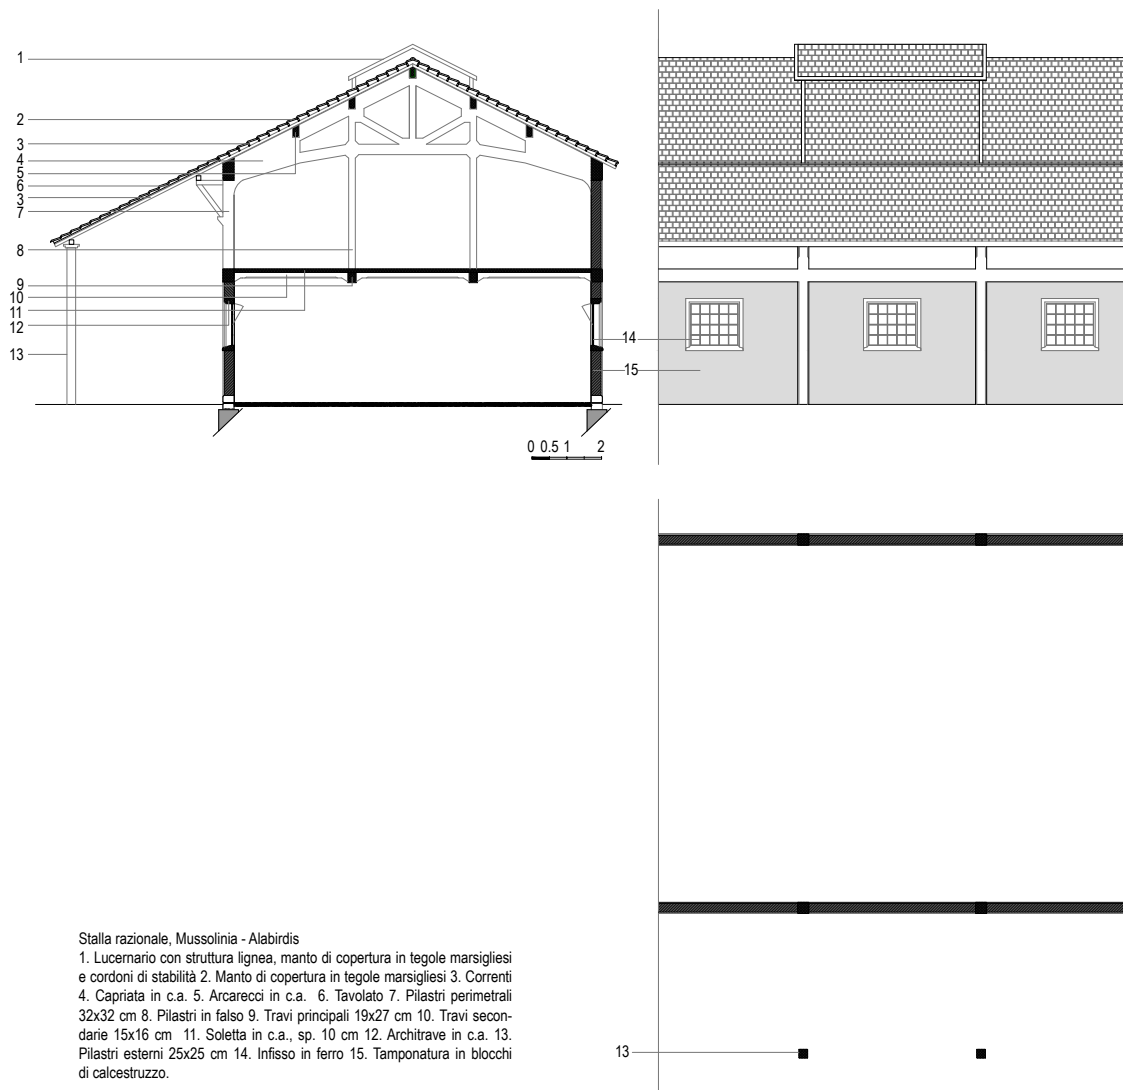 1
2
3
4
5
6
3
7
8
9
10
11
12
13
14
15
0 0.5 1 2
Stalla razionale, Mussolinia - Alabirdis
1. Lucernario con struttura lignea, manto di copertura in tegole marsigliesi
e cordoni di stabilità 2. Manto di copertura in tegole marsigliesi 3. Correnti
4. Capriata in c.a. 5. Arcarecci in c.a. 6. Tavolato 7. Pilastri perimetrali
32x32 cm 8. Pilastri in falso 9. Travi principali 19x27 cm 10. Travi secon-
darie 15x16 cm 11. Soletta in c.a., sp. 10 cm 12. Architrave in c.a. 13.
Pilastri esterni 25x25 cm 14. Infisso in ferro 15. Tamponatura in blocchi
di calcestruzzo.
13